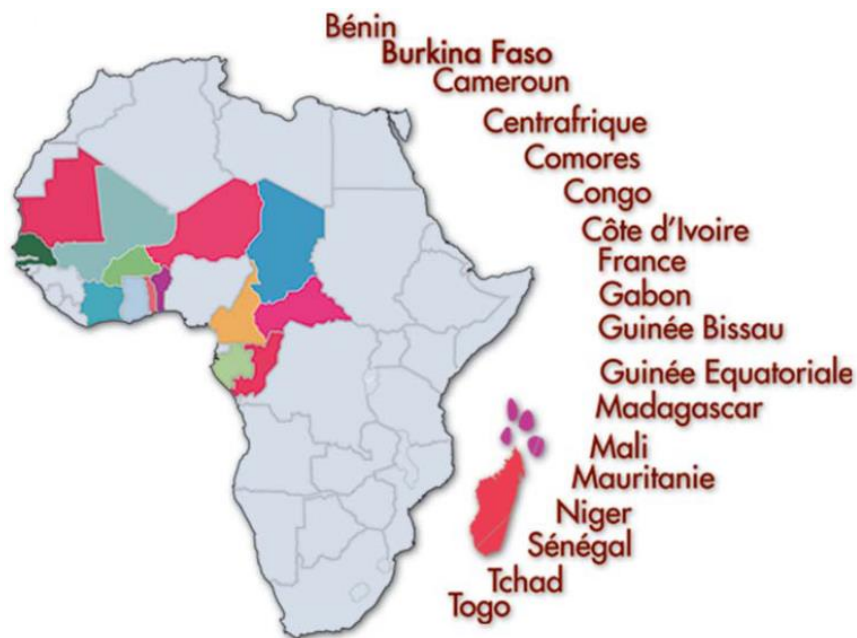 Bénin
Burkina Faso
Cameroun
Centrafrique
Comores
Congo
Côte d'Ivoire
France
Gabon
Guinée Bissau
Guinée Equatoriale
Madagascar
Mali
Mauritanie
Niger
Sénégal
Tchad
Togo